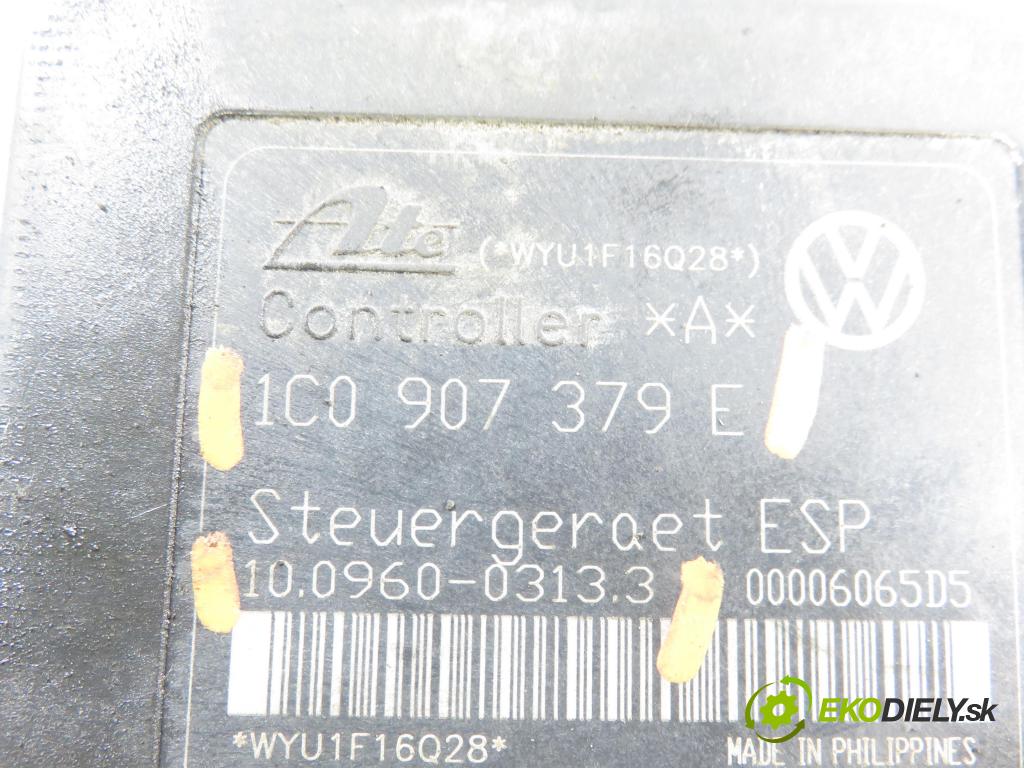 Ate (*WYU1F16Q28*)
Controller *A*
1C0 907 379 E
Steuergeraet ESP
10.0960-0313.3 00006065D5
*WYU1F16Q28* MADE IN PHILIPPINES
EKODIELY.sk